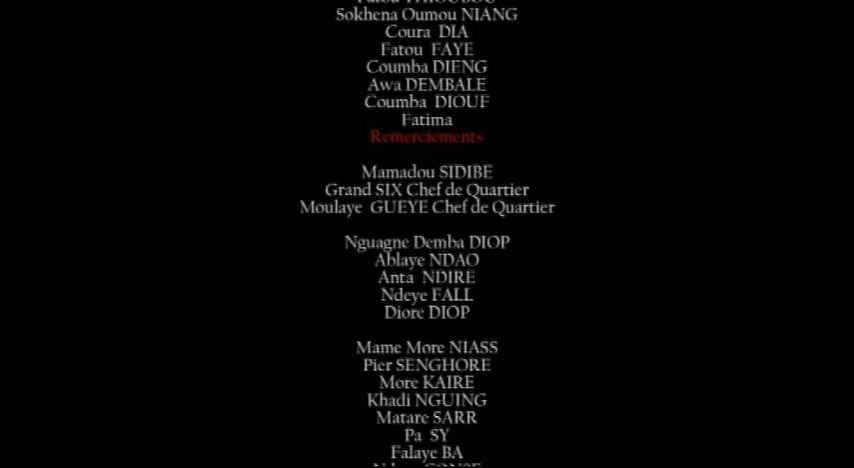 Sokhena Oumou NIANG
Coura DIA
Fatou FAYE
Coumba DIENG
Awa DEMBALE
Coumba DIOUF
Fatima
Remerciements
Mamadou SIDIBE
Grand SIX Chef de Quartier
Moulaye GUEYE Chef de Quartier
Nguagne Demba DIOP
Ablaye NDAO
Anta NDIRE
Ndeye FALL
Diore DIOP
Mame More NIASS
Pier SENGHORE
More KAIRE
Khadi NGUING
Matare SARR
Pa SY
Falaye BA